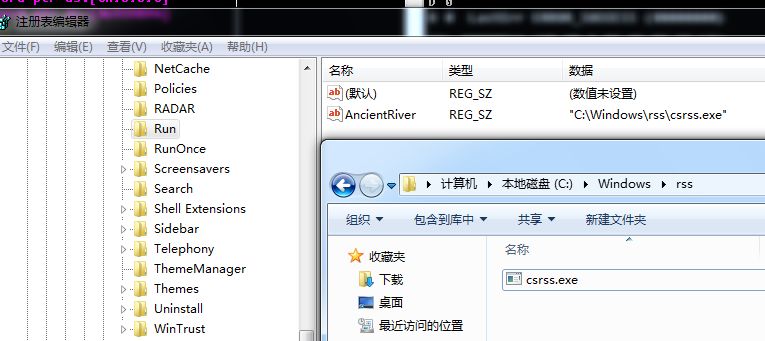 注册表编辑器
文件(F) 编辑(E) 查看(V) 收藏夹(A) 帮助(H)
NetCache
Policies
RADAR
Run
RunOnce
Screensavers
Search
Shell Extensions
Sidebar
Telephony
ThemeManager
Themes
Uninstall
WinTrust
名称 类型 数据
(默认) REG_SZ (数值未设置)
AncientRiver REG_SZ "C:\Windows\rss\csrss.exe"
计算机 本地磁盘 (C:) Windows rss
组织 包含到库中 共享 新建文件夹
收藏夹
下载
桌面
最近访问的位置
名称
csrss.exe